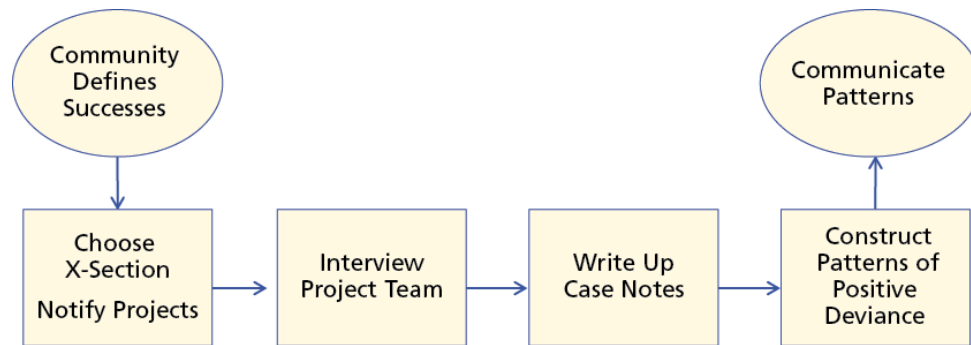 Community
Defines
Successes
Choose
X-Section
Notify Projects
Interview
Project Team
Write Up
Case Notes
Construct
Patterns of
Positive
Deviance
Communicate
Patterns